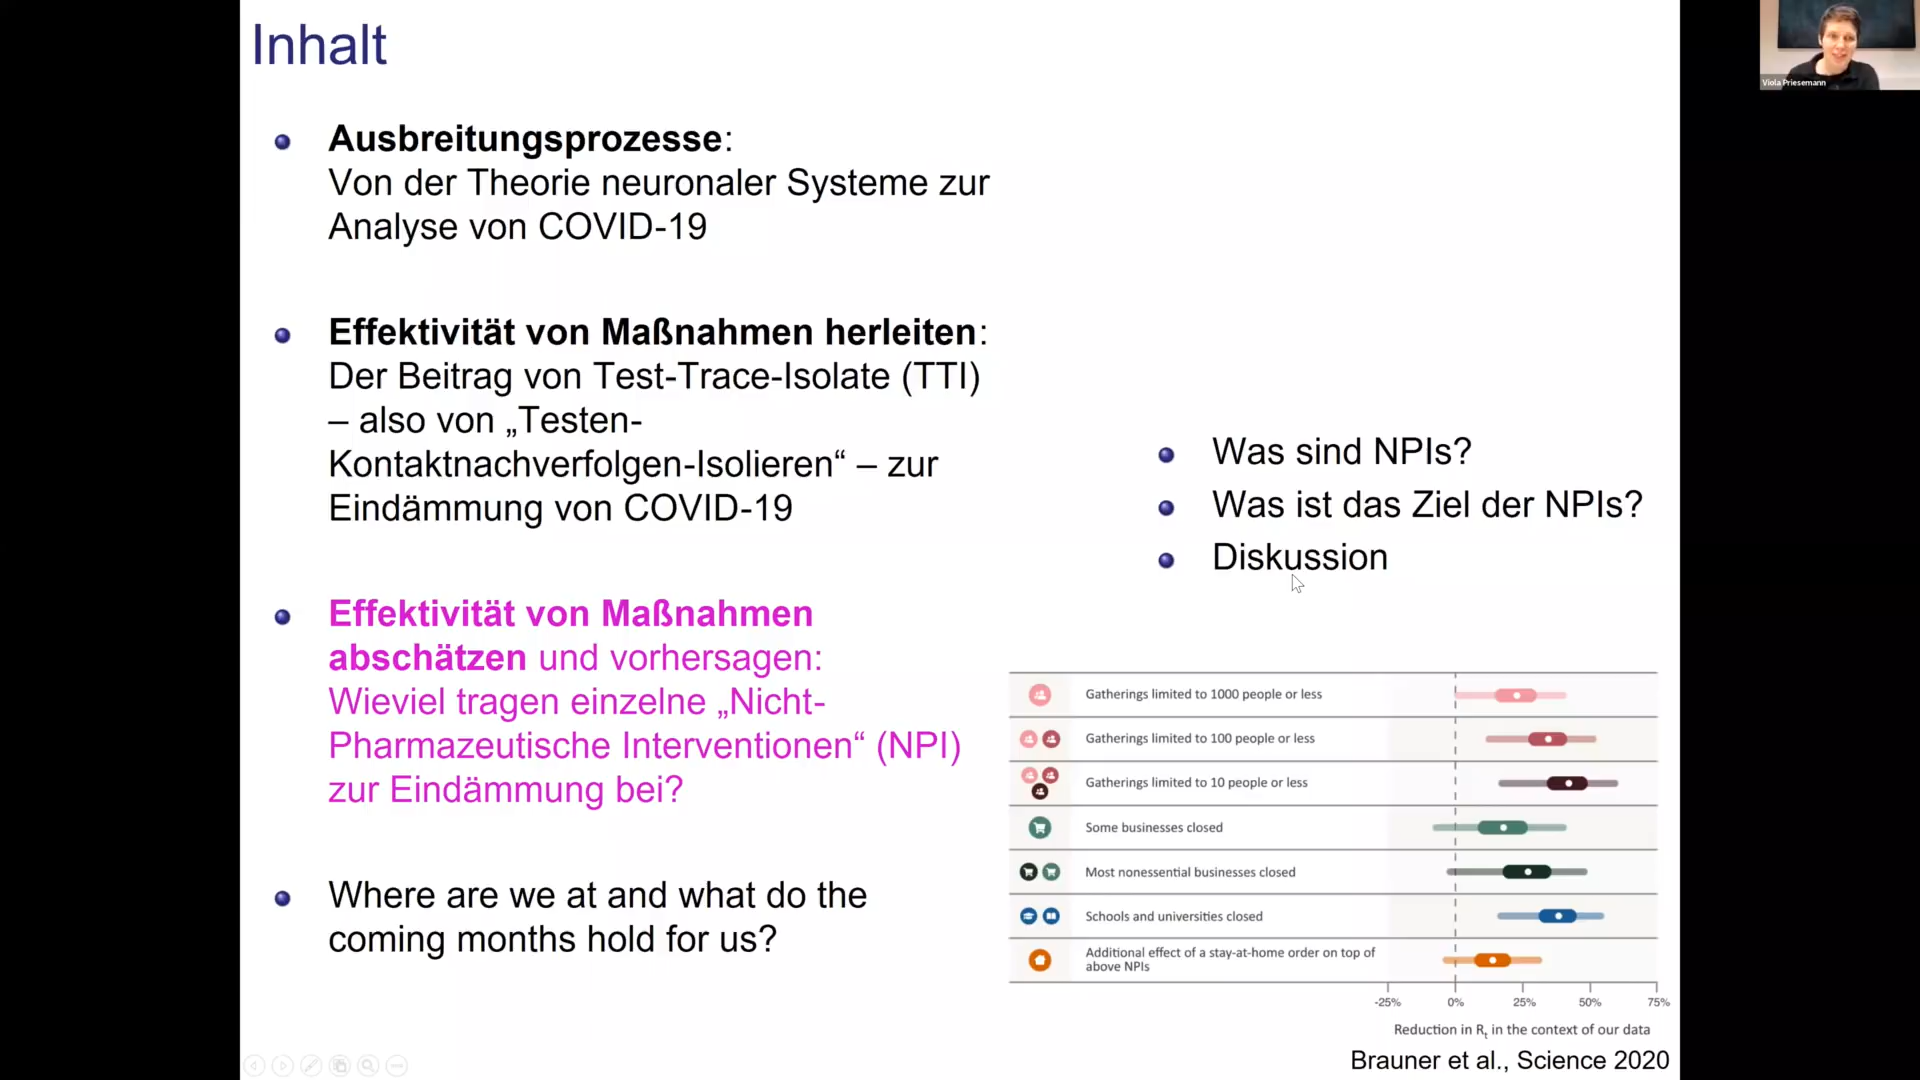 Inhalt
Ausbreitungsprozesse:
Von der Theorie neuronaler Systeme zur
Analyse von COVID-19
Effektivität von Maßnahmen herleiten:
Der Beitrag von Test-Trace-Isolate (TTI)
– also von „Testen-
Kontaktnachverfolgen-Isolieren“ – zur
Eindämmung von COVID-19
Effektivität von Maßnahmen
abschätzen und vorhersagen:
Wieviel tragen einzelne „Nicht-
Pharmazeutische Interventionen“ (NPI)
zur Eindämmung bei?
Where are we at and what do the
coming months hold for us?
Was sind NPIs?
Was ist das Ziel der NPIs?
Diskussion
Gatherings limited to 1000 people or less
Gatherings limited to 100 people or less
Gatherings limited to 10 people or less
Some businesses closed
Most nonessential businesses closed
Schools and universities closed
Additional effect of a stay-at-home order on top of
above NPIs
-25% 0% 25% 50% 75%
Reduction in Rt in the context of our data
Brauner et al., Science 2020
Viola Priesemann